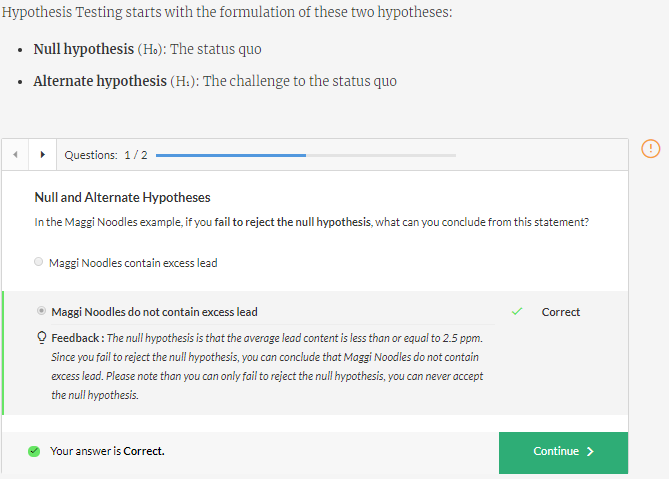 Hypothesis Testing starts with the formulation of these two hypotheses:
• Null hypothesis (H₀): The status quo
• Alternate hypothesis (H₁): The challenge to the status quo
Questions: 1 / 2
Null and Alternate Hypotheses
In the Maggi Noodles example, if you fail to reject the null hypothesis, what can you conclude from this statement?
Maggi Noodles contain excess lead
Maggi Noodles do not contain excess lead
Correct
Feedback : The null hypothesis is that the average lead content is less than or equal to 2.5 ppm.
Since you fail to reject the null hypothesis, you can conclude that Maggi Noodles do not contain
excess lead. Please note than you can only fail to reject the null hypothesis, you can never accept
the null hypothesis.
Your answer is Correct.
Continue